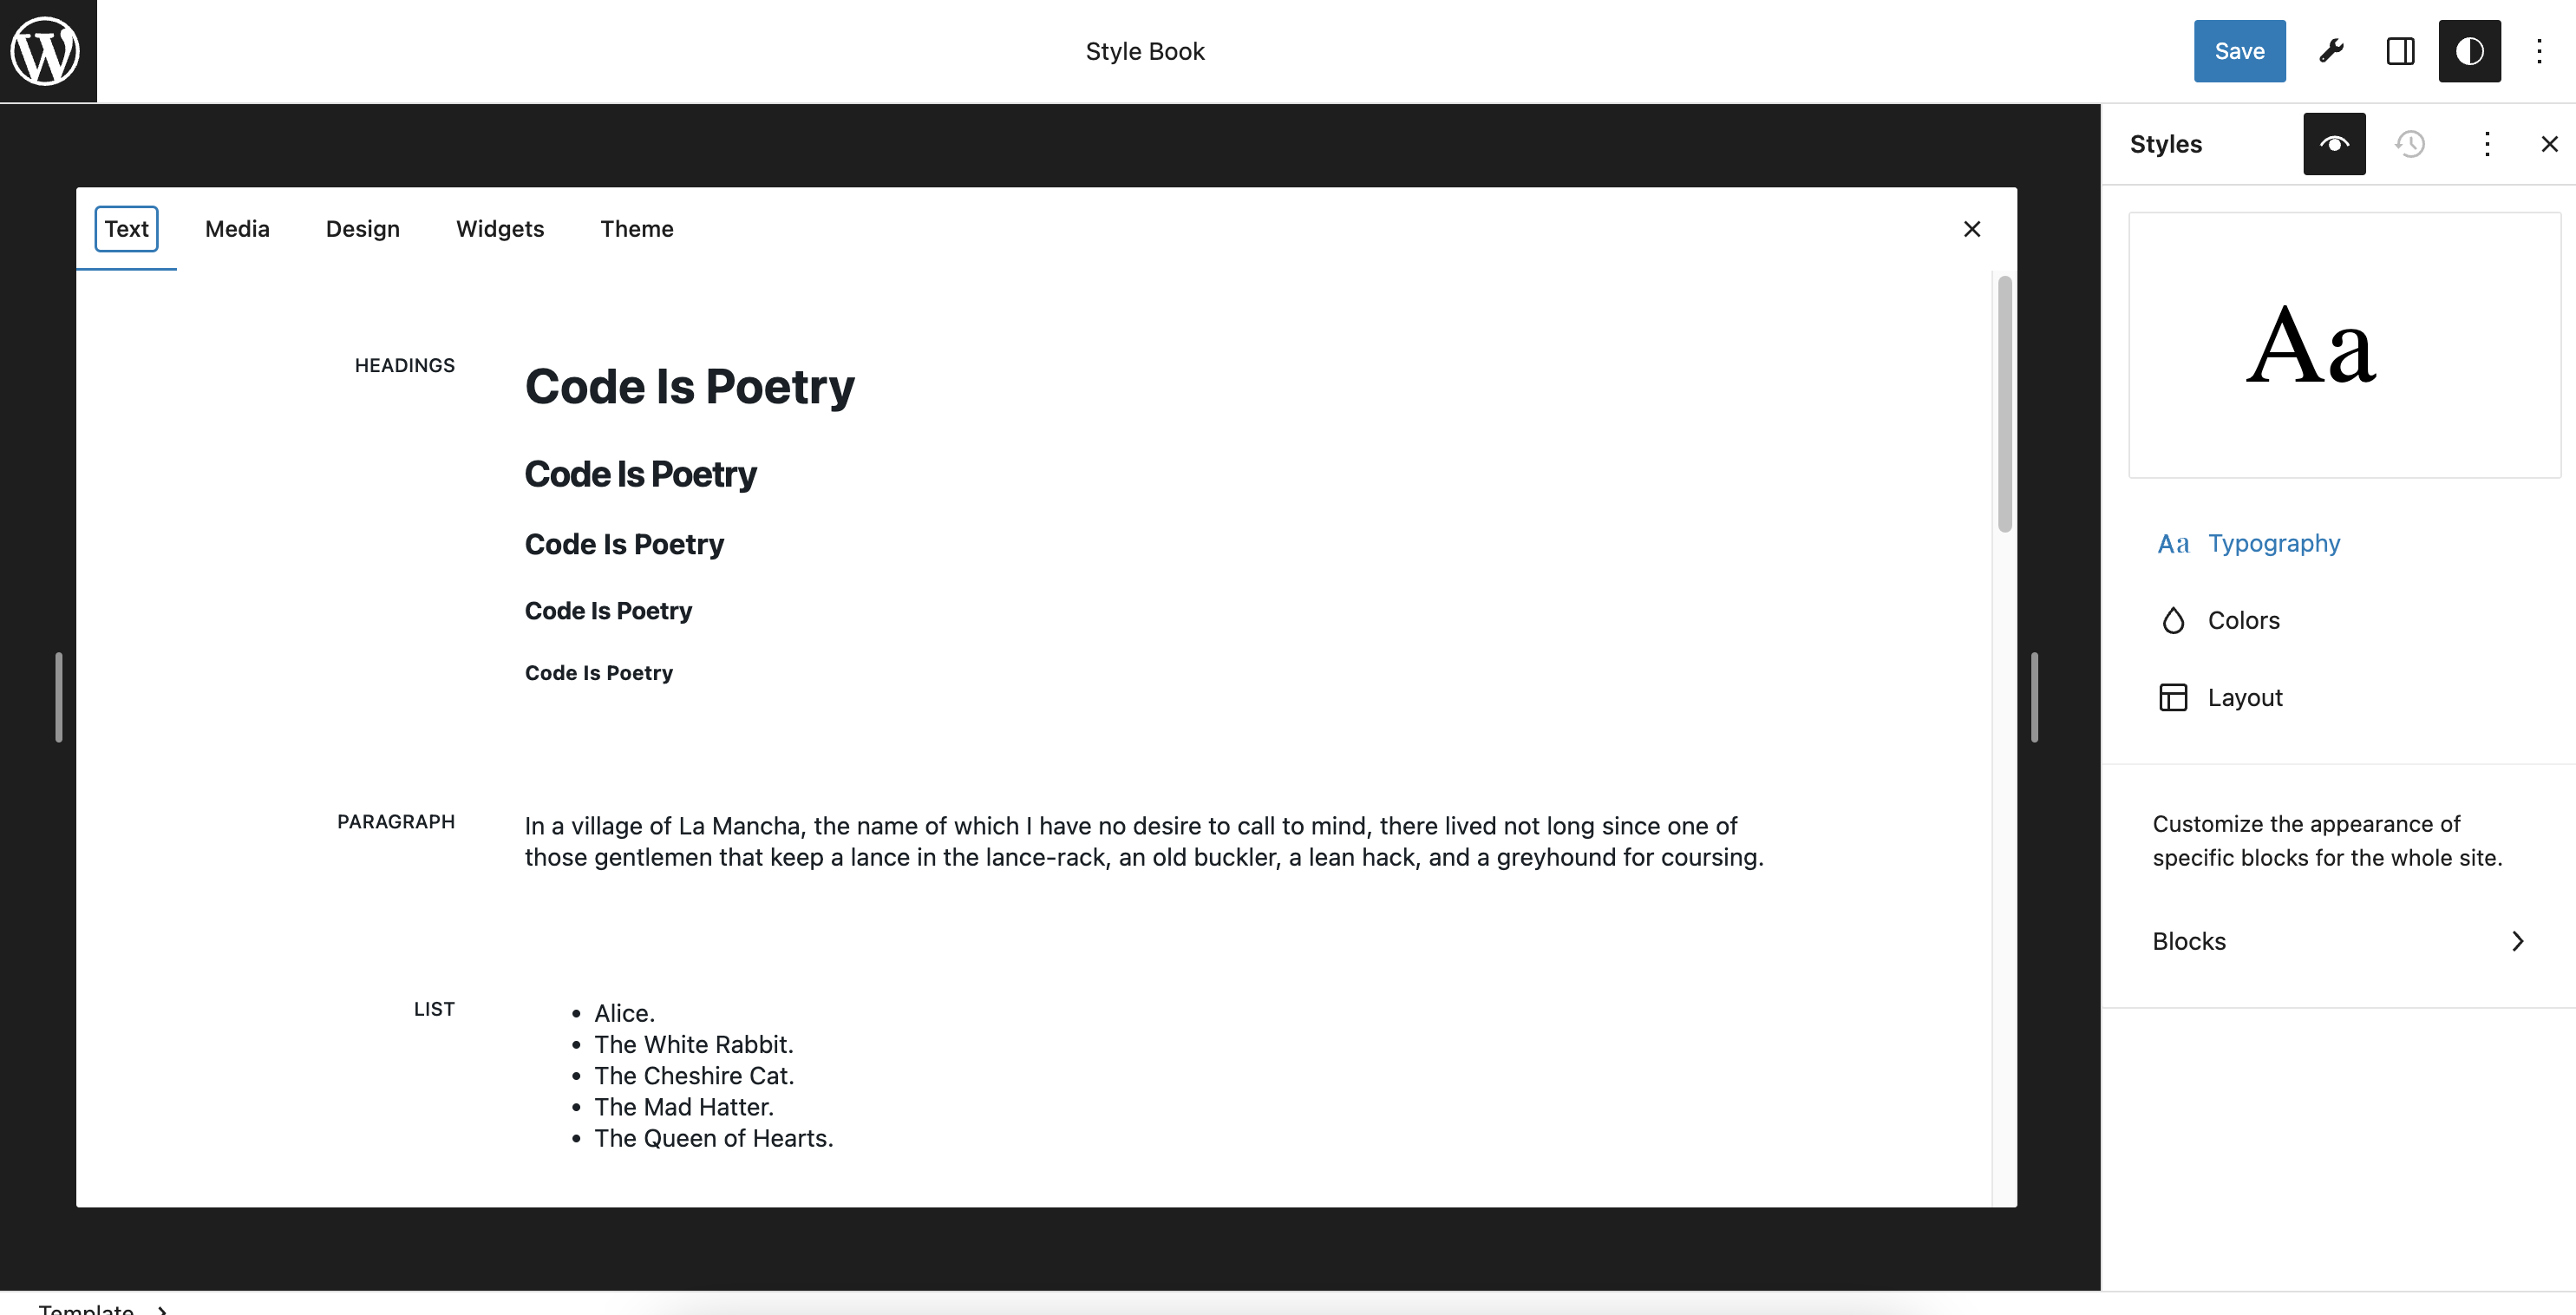 Style Book
Save
Text Media Design Widgets Theme
HEADINGS
Code Is Poetry
Code Is Poetry
Code Is Poetry
Code Is Poetry
Code Is Poetry
PARAGRAPH
In a village of La Mancha, the name of which I have no desire to call to mind, there lived not long since one of
those gentlemen that keep a lance in the lance-rack, an old buckler, a lean hack, and a greyhound for coursing.
LIST
• Alice.
• The White Rabbit.
• The Cheshire Cat.
• The Mad Hatter.
• The Queen of Hearts.
Styles
Aa
Aa Typography
Colors
Layout
Customize the appearance of
specific blocks for the whole site.
Blocks
Template